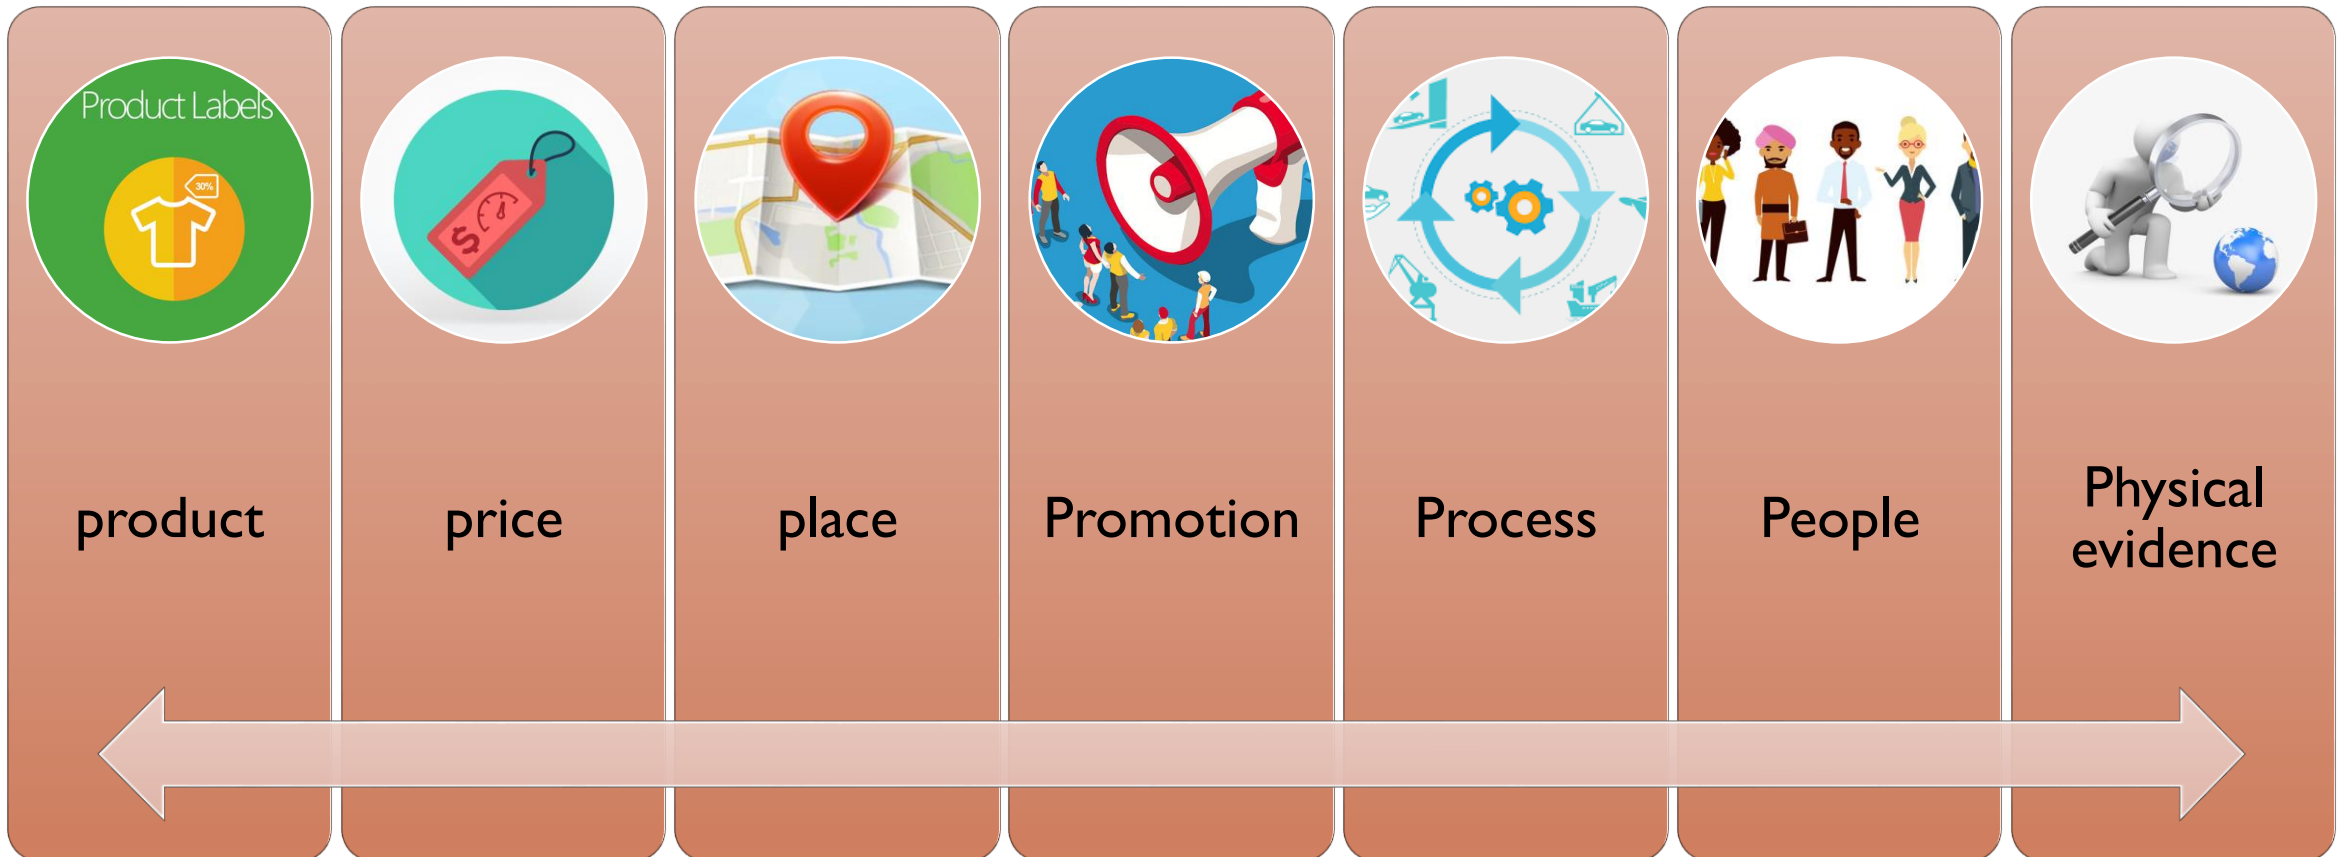 Product Labels
30%
$
product
price
place
Promotion
Process
People
Physical
evidence